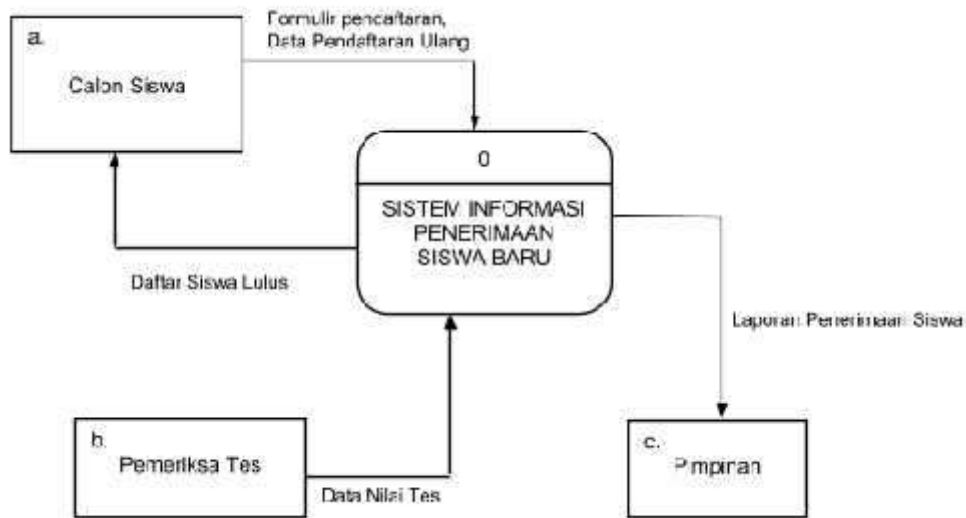 Formulir pendaftaran,
Data Pendaftaran Ulang
a.
Calon Siswa
0
SISTEM INFORMASI
PENERIMAAN
SISWA BARU
Daftar Siswa Lulus
Laporan Penerimaan Siswa
b.
Pemeriksa Tes
Data Nilai Tes
c.
Pimpinan